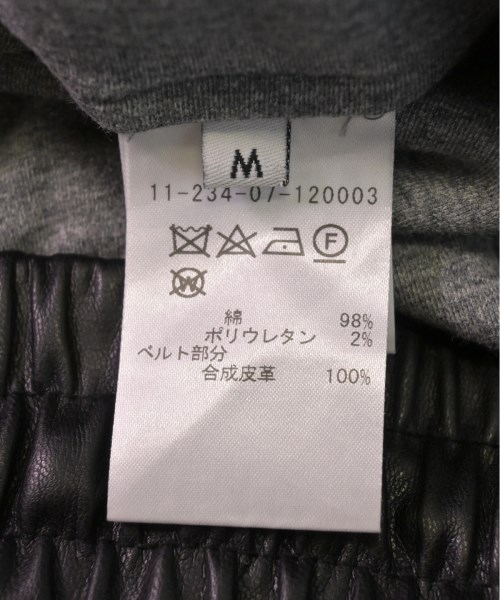 M
11-234-07-120003
F
W
綿 98%
ポリウレタン 2%
ベルト部分
合成皮革 100%